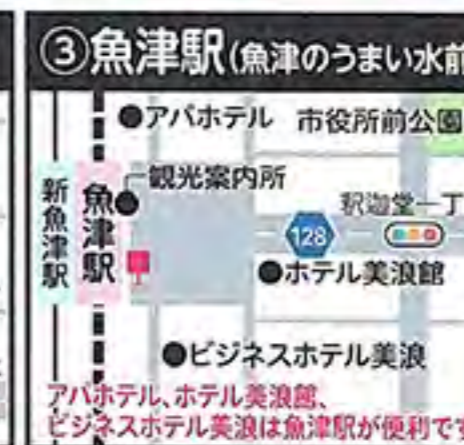 ③魚津駅(魚津のうまい水前
●アパホテル
市役所前公園
観光案内所
新魚津駅
魚津駅
釈迦堂一丁
128
●ホテル美浪館
●ビジネスホテル美浪
アパホテル、ホテル美浪館、
ビジネスホテル美浪は魚津駅が便利です